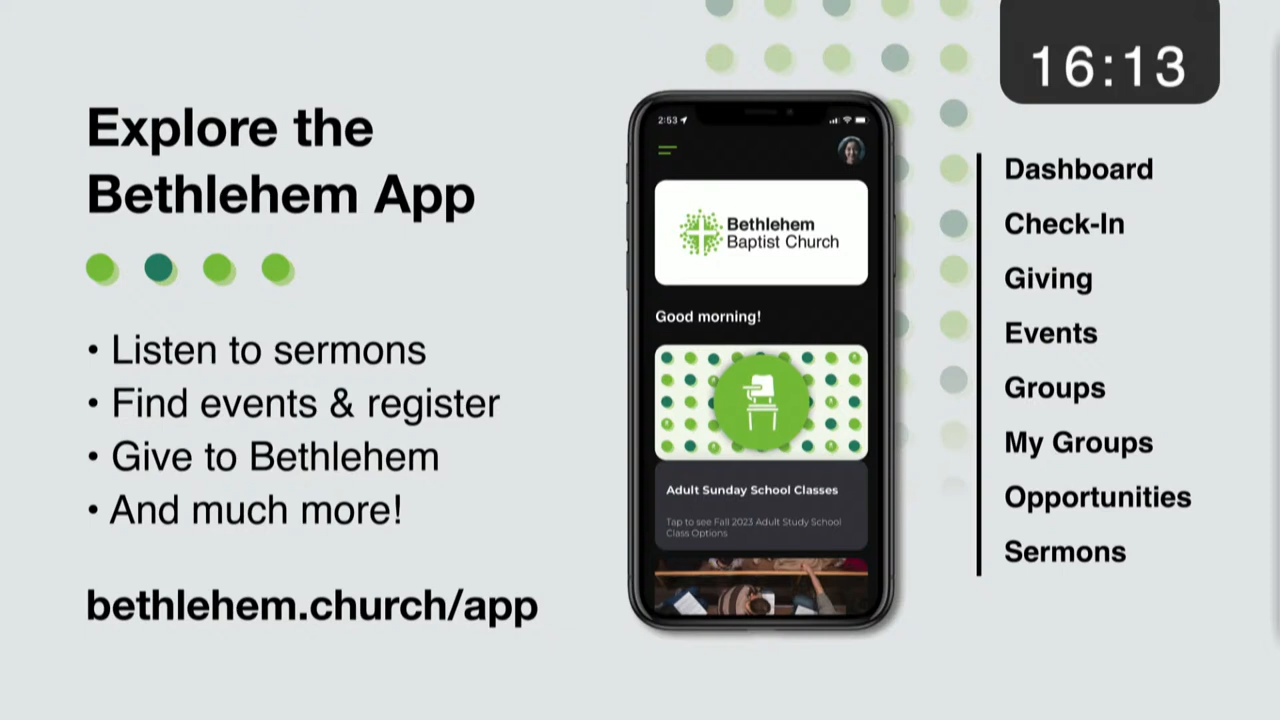 16:13
Explore the
Bethlehem App
• Listen to sermons
• Find events & register
• Give to Bethlehem
• And much more!
bethlehem.church/app
2:53
Bethlehem
Baptist Church
Good morning!
Adult Sunday School Classes
Tap to see Fall 2023 Adult Study School
Class Options
Dashboard
Check-In
Giving
Events
Groups
My Groups
Opportunities
Sermons